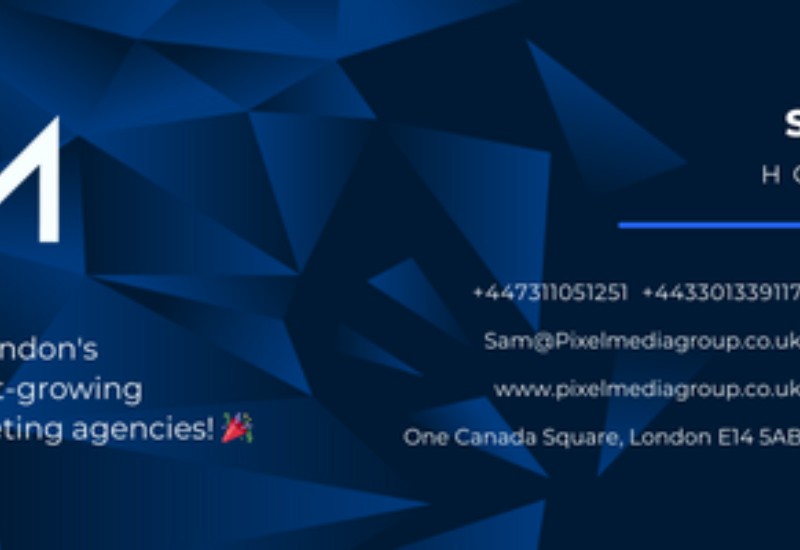 M
ndon's
t-growing
eting agencies! 🎉
S
H O
+447311051251 +443301339117
Sam@Pixelmediagroup.co.uk
www.pixelmediagroup.co.uk
One Canada Square, London E14 5AB